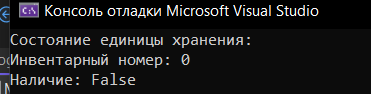 C:\
Консоль отладки Microsoft Visual Studio
Состояние единицы хранения:
Инвентарный номер: 0
Наличие: False